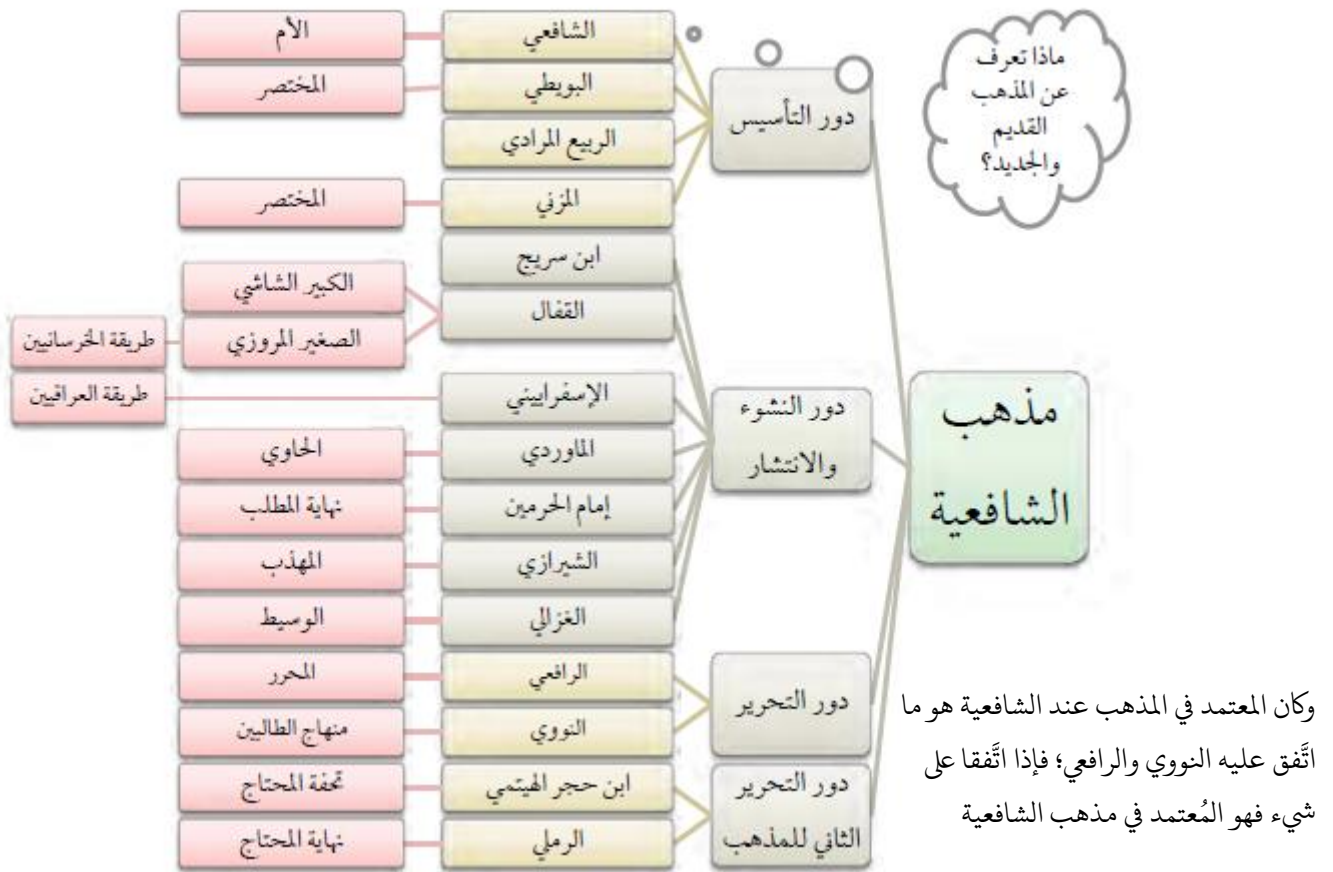 ماذا تعرف
عن المذهب
القديم
والجديد؟
مذهب
الشافعية
دور التأسيس
الشافعي
الأم
البويطي
المختصر
الربيع المرادي
المزني
المختصر
دور النشوء
والانتشار
ابن سريج
القفال
الكبير الشاشي
الصغير المروزي
طريقة الخرسانيين
الإسفراييني
طريقة العراقيين
الماوردي
الحاوي
إمام الحرمين
نهاية المطلب
الشيرازي
المهذب
الغزالي
الوسيط
دور التحرير
الرافعي
المحرر
النووي
منهاج الطالبين
دور التحرير
الثاني للمذهب
ابن حجر الهيتمي
تحفة المحتاج
الرملي
نهاية المحتاج
وكان المعتمد في المذهب عند الشافعية هو ما
اتَّفق عليه النووي والرافعي؛ فإذا اتَّفقا على
شيء فهو المُعتمد في مذهب الشافعية